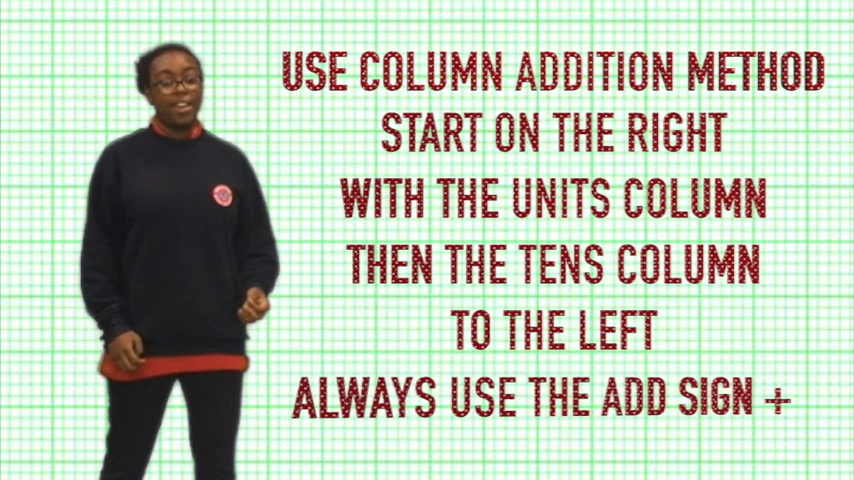 USE COLUMN ADDITION METHOD
START ON THE RIGHT
WITH THE UNITS COLUMN
THEN THE TENS COLUMN
TO THE LEFT
ALWAYS USE THE ADD SIGN +